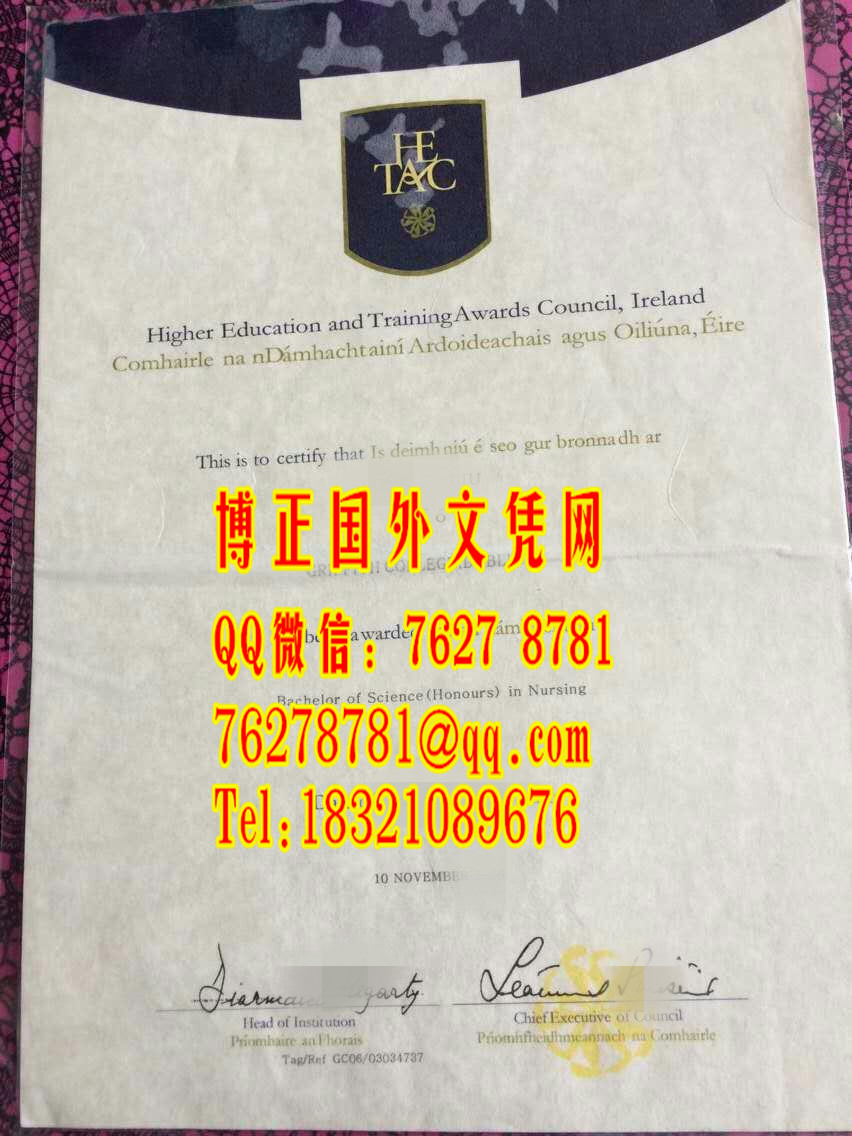 HE
TAC
Higher Education and Training Awards Council, Ireland
Comhairle na nDámhachtainí Ardoideachais agus Oiliúna, Éire
This is to certify that Is deimhniú é seo gur bronnadh ar
博正国外文凭网
QQ微信：7627 8781
awarded
Bachelor of Science (Honours) in Nursing
76278781@qq.com
Tel:18321089676
10 NOVEMBE
Head of Institution
Príomhaire an Fhorais
Tag/Ref GC06/03034737
Chief Executive of Council
Príomhfheidhmeannach na Comhairle